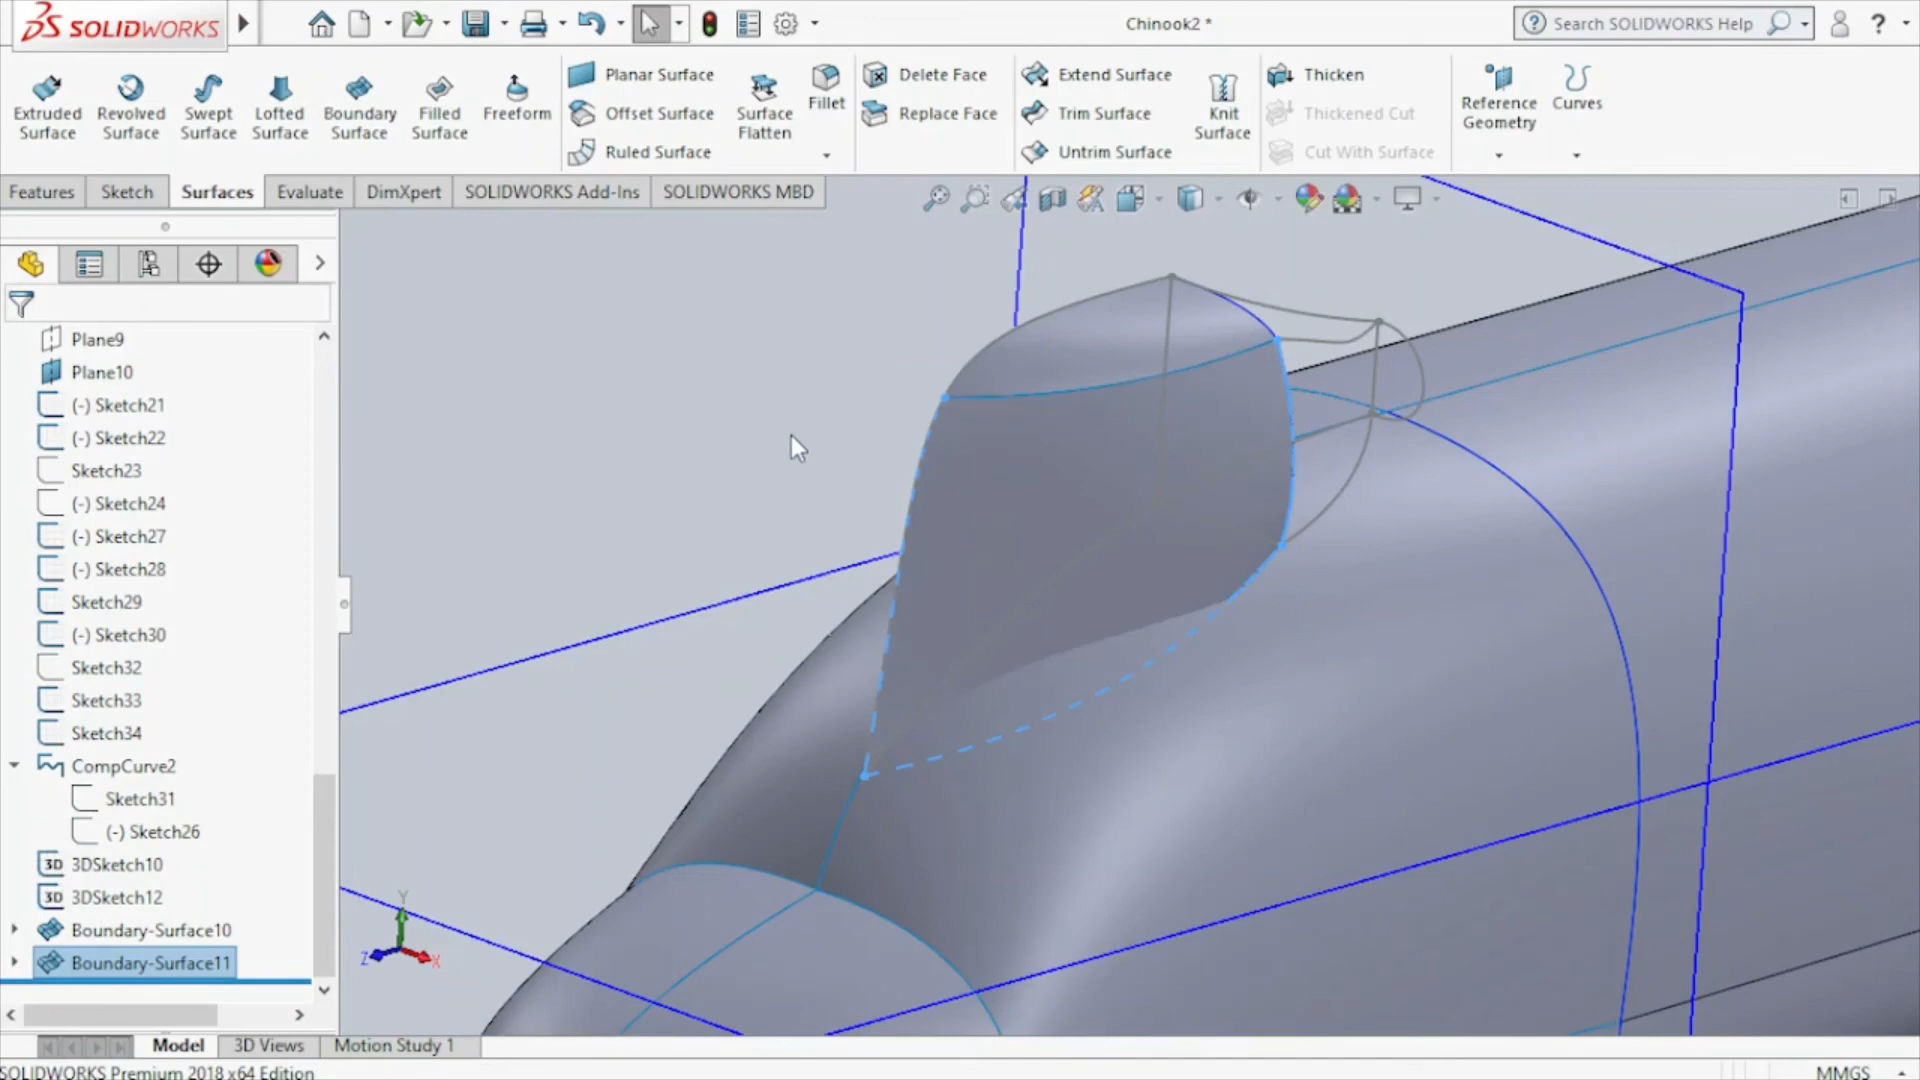 SOLIDWORKS
Chinook2 *
Search SOLIDWORKS Help
?
Extruded Surface
Revolved Surface
Swept Surface
Lofted Surface
Boundary Surface
Filled Surface
Freeform
Planar Surface
Offset Surface
Ruled Surface
Surface Flatten
Fillet
Delete Face
Replace Face
Extend Surface
Trim Surface
Untrim Surface
Knit Surface
Thicken
Thickened Cut
Cut With Surface
Reference Geometry
Curves
Features Sketch Surfaces Evaluate DimXpert SOLIDWORKS Add-Ins SOLIDWORKS MBD
Plane9
Plane10
(-) Sketch21
(-) Sketch22
Sketch23
(-) Sketch24
(-) Sketch27
(-) Sketch28
Sketch29
(-) Sketch30
Sketch32
Sketch33
Sketch34
CompCurve2
Sketch31
(-) Sketch26
3D 3DSketch10
3D 3DSketch12
Boundary-Surface10
Boundary-Surface11
Y
Z
X
Model 3D Views Motion Study 1
SOLIDWORKS Premium 2018 x64 Edition
MMGS